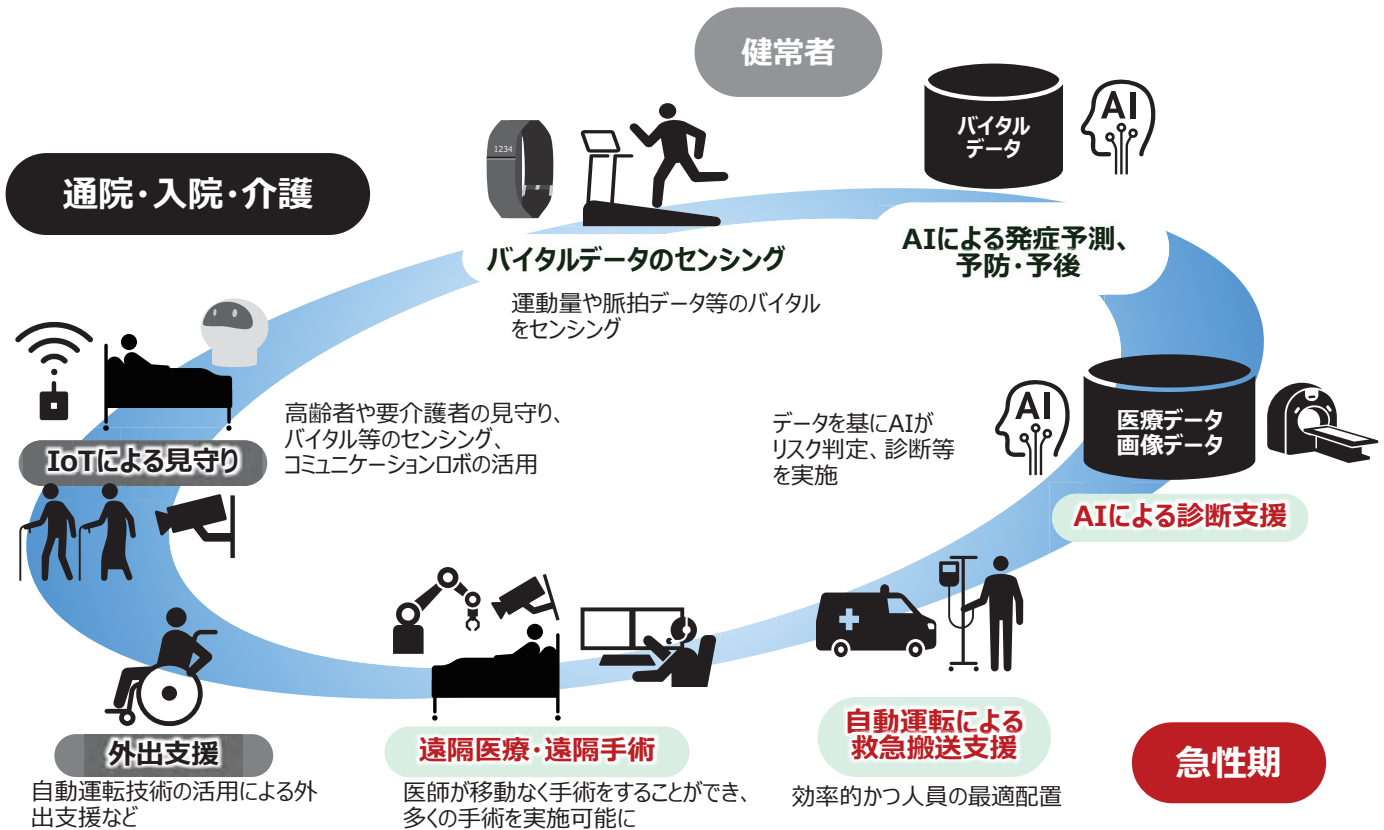 健常者
1234
バイタル
データ
AI
通院・入院・介護
バイタルデータのセンシング
運動量や脈拍データ等のバイタル
をセンシング
AIによる発症予測、
予防・予後
高齢者や要介護者の見守り、
バイタル等のセンシング、
コミュニケーションロボの活用
IoTによる見守り
データを基にAIが
リスク判定、診断等
を実施
AI
医療データ
画像データ
AIによる診断支援
外出支援
自動運転技術の活用による外
出支援など
遠隔医療・遠隔手術
医師が移動なく手術をすることができ、
多くの手術を実施可能に
自動運転による
救急搬送支援
効率的かつ人員の最適配置
急性期